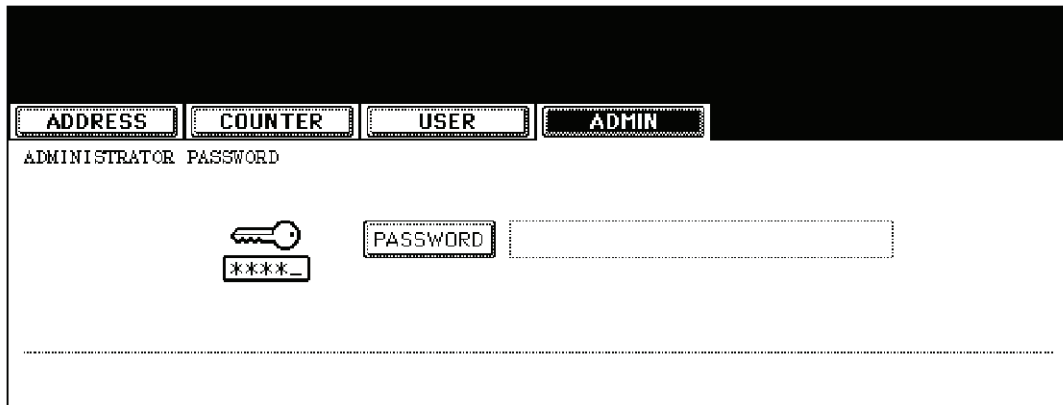 ADDRESS COUNTER USER ADMIN
ADMINISTRATOR PASSWORD
PASSWORD
****_